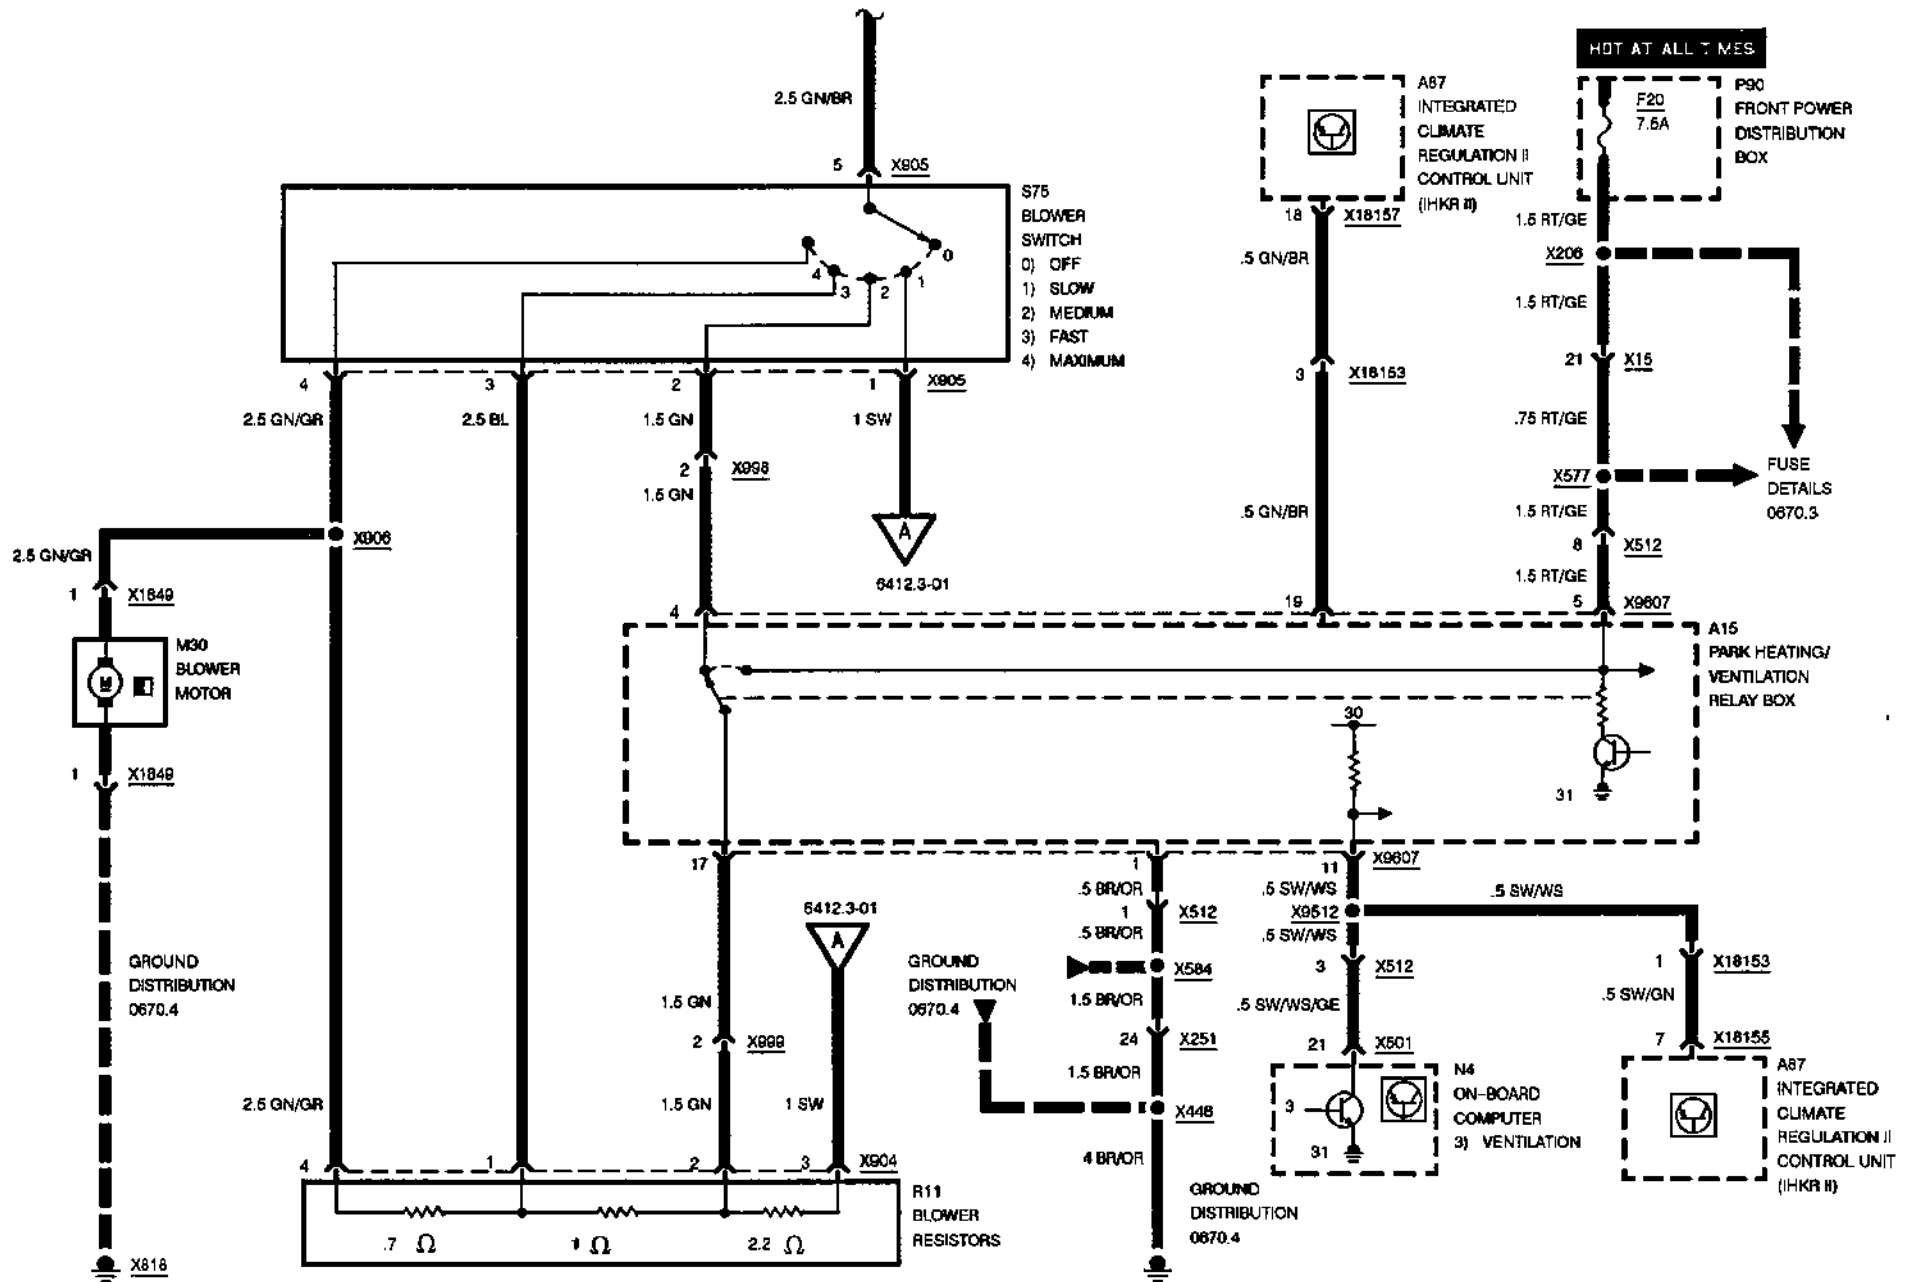 HOT AT ALL T MES
2.5 GN/BR
5 X905
S75
BLOWER
SWITCH
0) OFF
1) SLOW
2) MEDIUM
3) FAST
4) MAXIMUM
0
1
2
3
4
4
3
2
1 X905
2.5 GN/GR
2.5 BL
1.5 GN
1 SW
2 X998
1.5 GN
A
6412.3-01
X906
2.5 GN/GR
1 X1849
M30
BLOWER
MOTOR
M
1 X1849
GROUND
DISTRIBUTION
0670.4
X818
A87
INTEGRATED
CLIMATE
REGULATION II
CONTROL UNIT
(IHKR II)
18 X18157
.5 GN/BR
3 X18153
.5 GN/BR
19
F20
7.5A
P90
FRONT POWER
DISTRIBUTION
BOX
1.5 RT/GE
X206
1.5 RT/GE
21 X15
.75 RT/GE
X577
FUSE
DETAILS
0670.3
1.5 RT/GE
8 X512
1.5 RT/GE
5 X9607
4
A15
PARK HEATING/
VENTILATION
RELAY BOX
30
31
17
1
11 X9607
6412.3-01
A
1.5 GN
2 X999
1.5 GN
1 SW
2.5 GN/GR
4
1
2
3 X904
R11
BLOWER
RESISTORS
.7 Ω
1 Ω
2.2 Ω
.5 BR/OR
1 X512
.5 BR/OR
X584
1.5 BR/OR
24 X251
1.5 BR/OR
X448
4 BR/OR
GROUND
DISTRIBUTION
0670.4
GROUND
DISTRIBUTION
0670.4
.5 SW/WS
X9512
.5 SW/WS
.5 SW/WS
3 X512
.5 SW/WS/GE
21 X501
3
31
N4
ON-BOARD
COMPUTER
3) VENTILATION
1 X18153
.5 SW/GN
7 X18155
A87
INTEGRATED
CLIMATE
REGULATION II
CONTROL UNIT
(IHKR II)